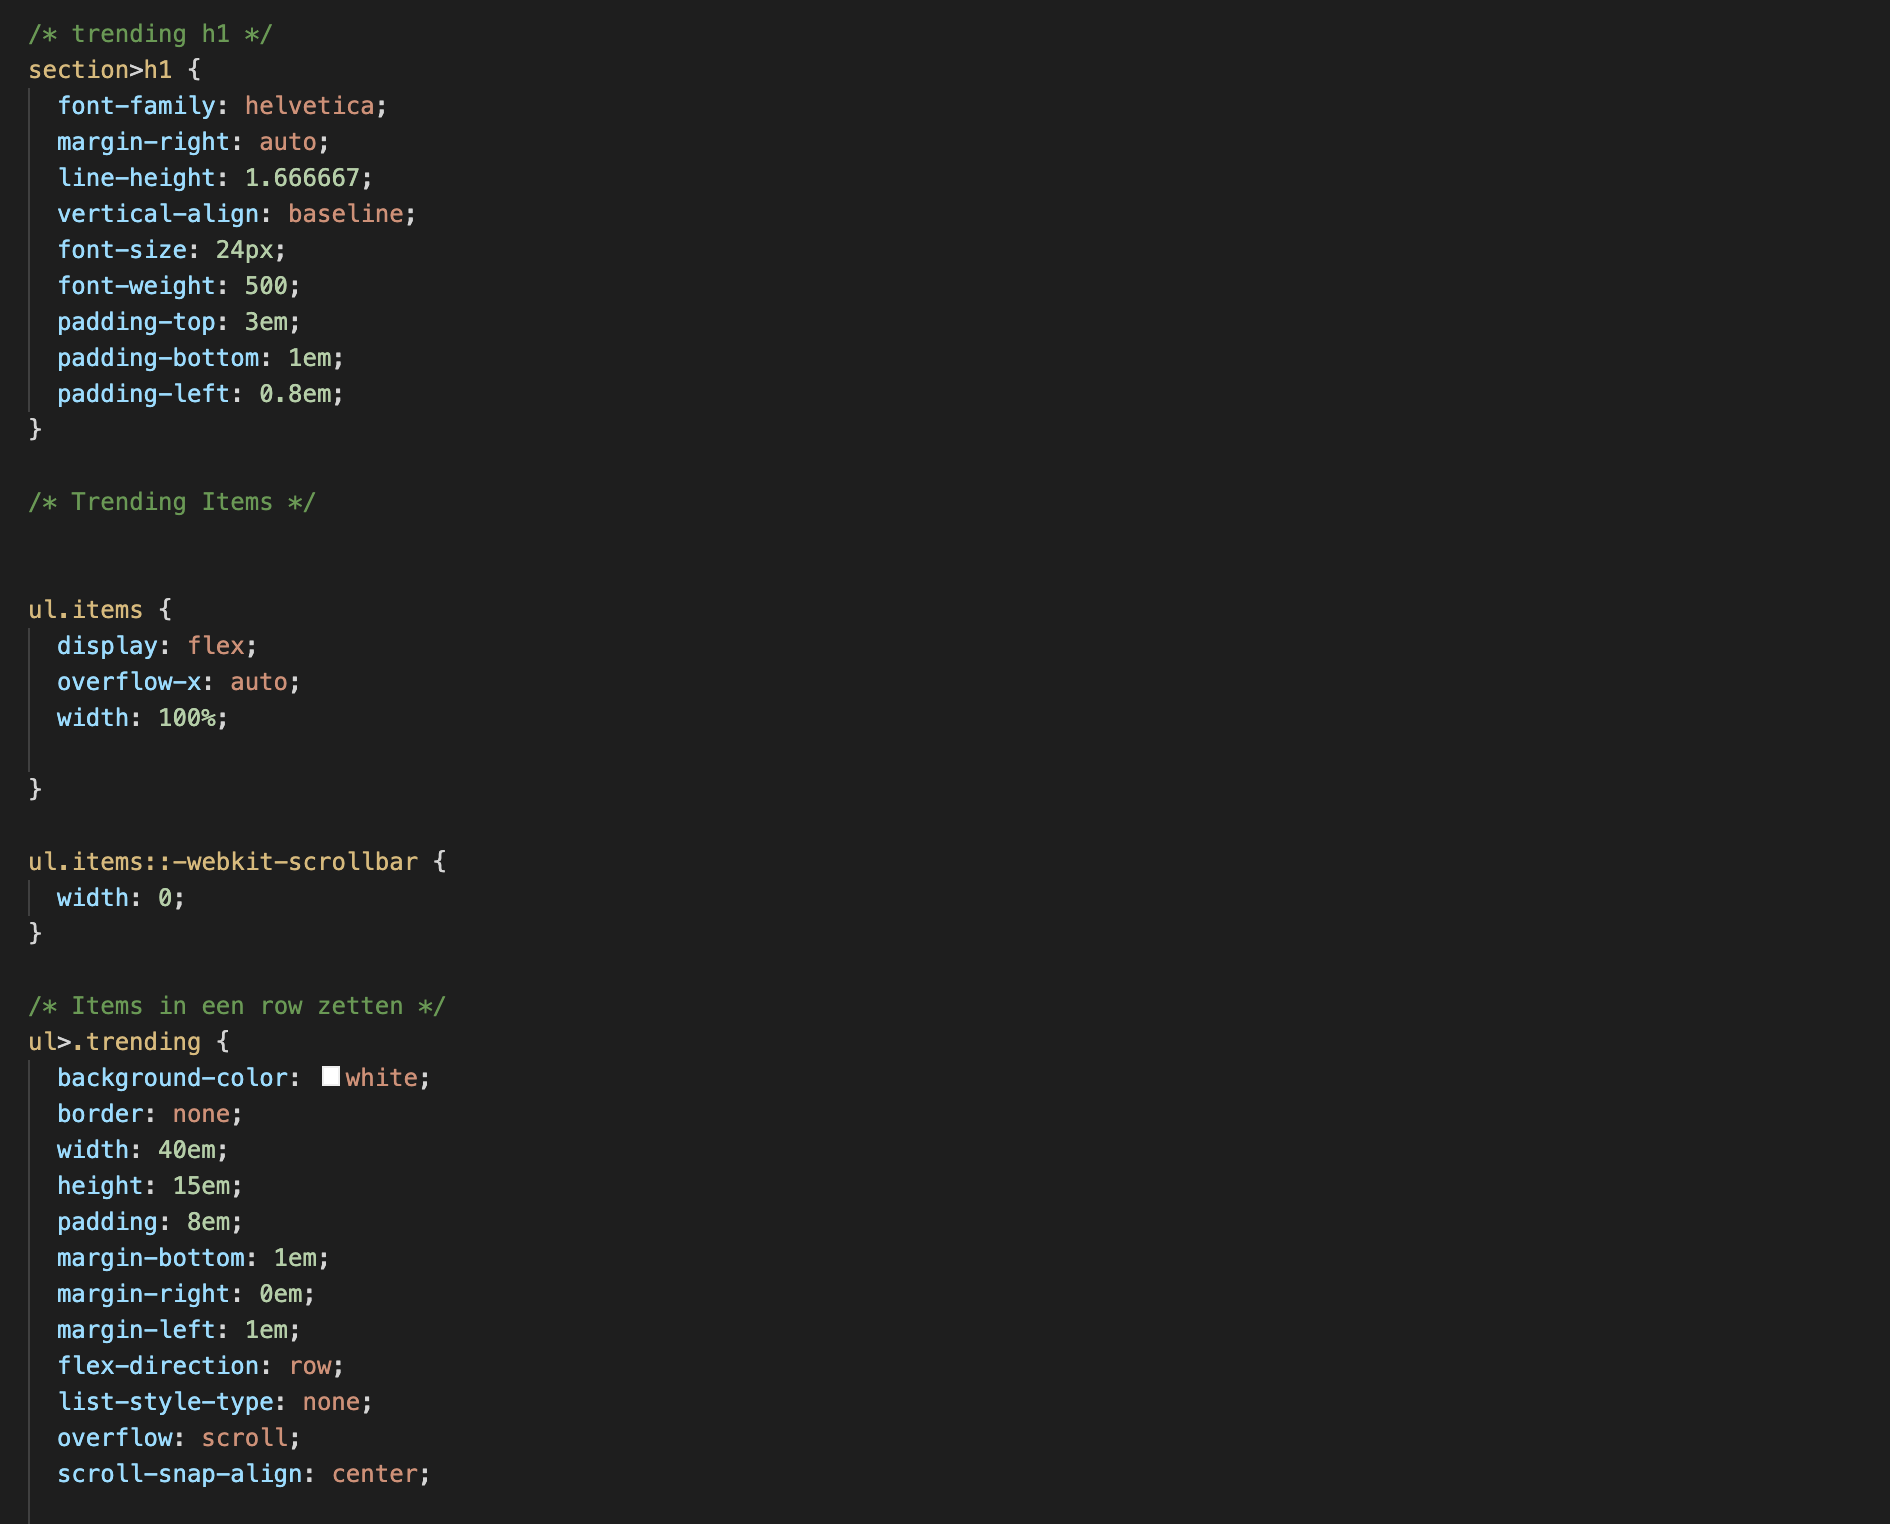 /* trending h1 */
section>h1 {
  font-family: helvetica;
  margin-right: auto;
  line-height: 1.666667;
  vertical-align: baseline;
  font-size: 24px;
  font-weight: 500;
  padding-top: 3em;
  padding-bottom: 1em;
  padding-left: 0.8em;
}

/* Trending Items */


ul.items {
  display: flex;
  overflow-x: auto;
  width: 100%;

}

ul.items::-webkit-scrollbar {
  width: 0;
}

/* Items in een row zetten */
ul>.trending {
  background-color: white;
  border: none;
  width: 40em;
  height: 15em;
  padding: 8em;
  margin-bottom: 1em;
  margin-right: 0em;
  margin-left: 1em;
  flex-direction: row;
  list-style-type: none;
  overflow: scroll;
  scroll-snap-align: center;